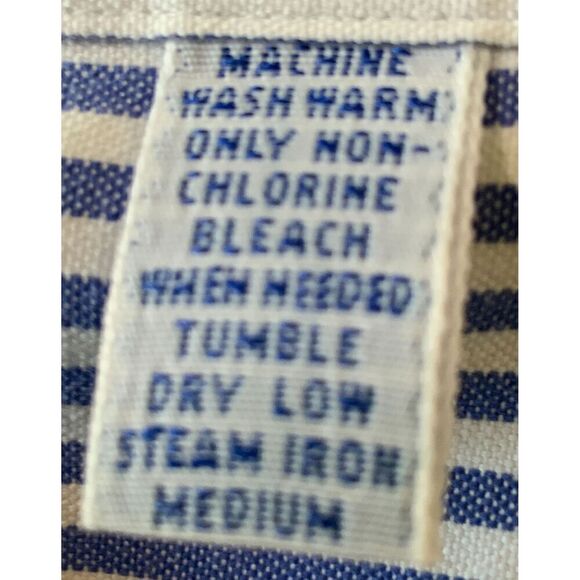 MACHINE
WASH WARM
ONLY NON-
CHLORINE
BLEACH
WHEN NEEDED
TUMBLE
DRY LOW
STEAM IRON
MEDIUM